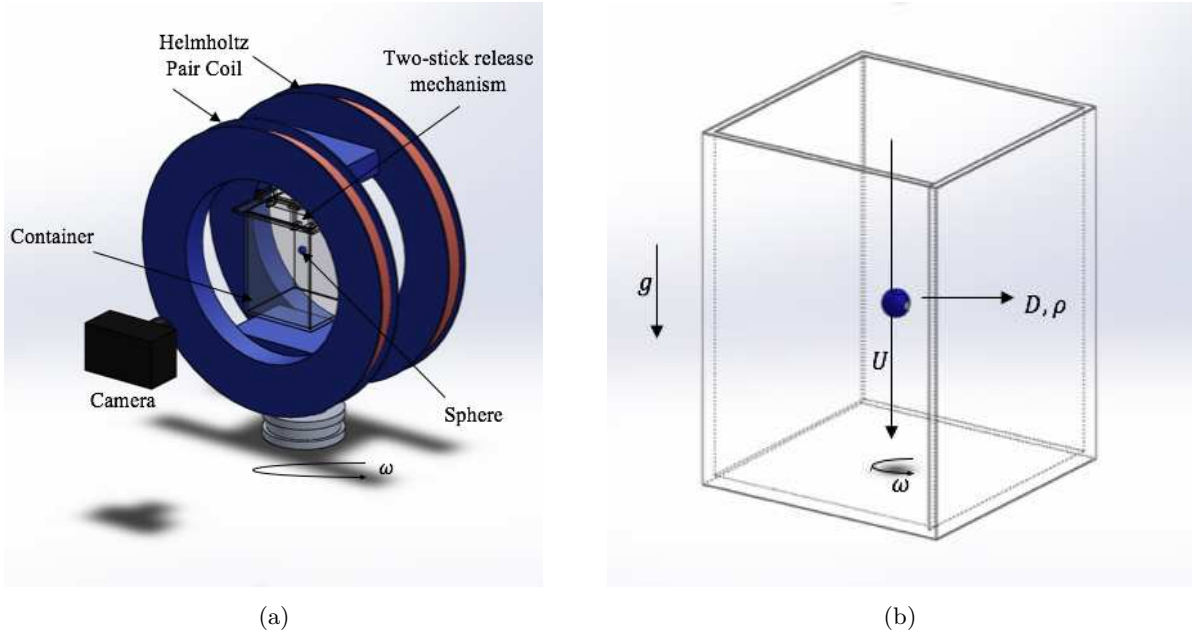 Helmholtz
Pair Coil
Two-stick release
mechanism
Container
Camera
Sphere
ω
(a)
g
D, ρ
U
ω
(b)